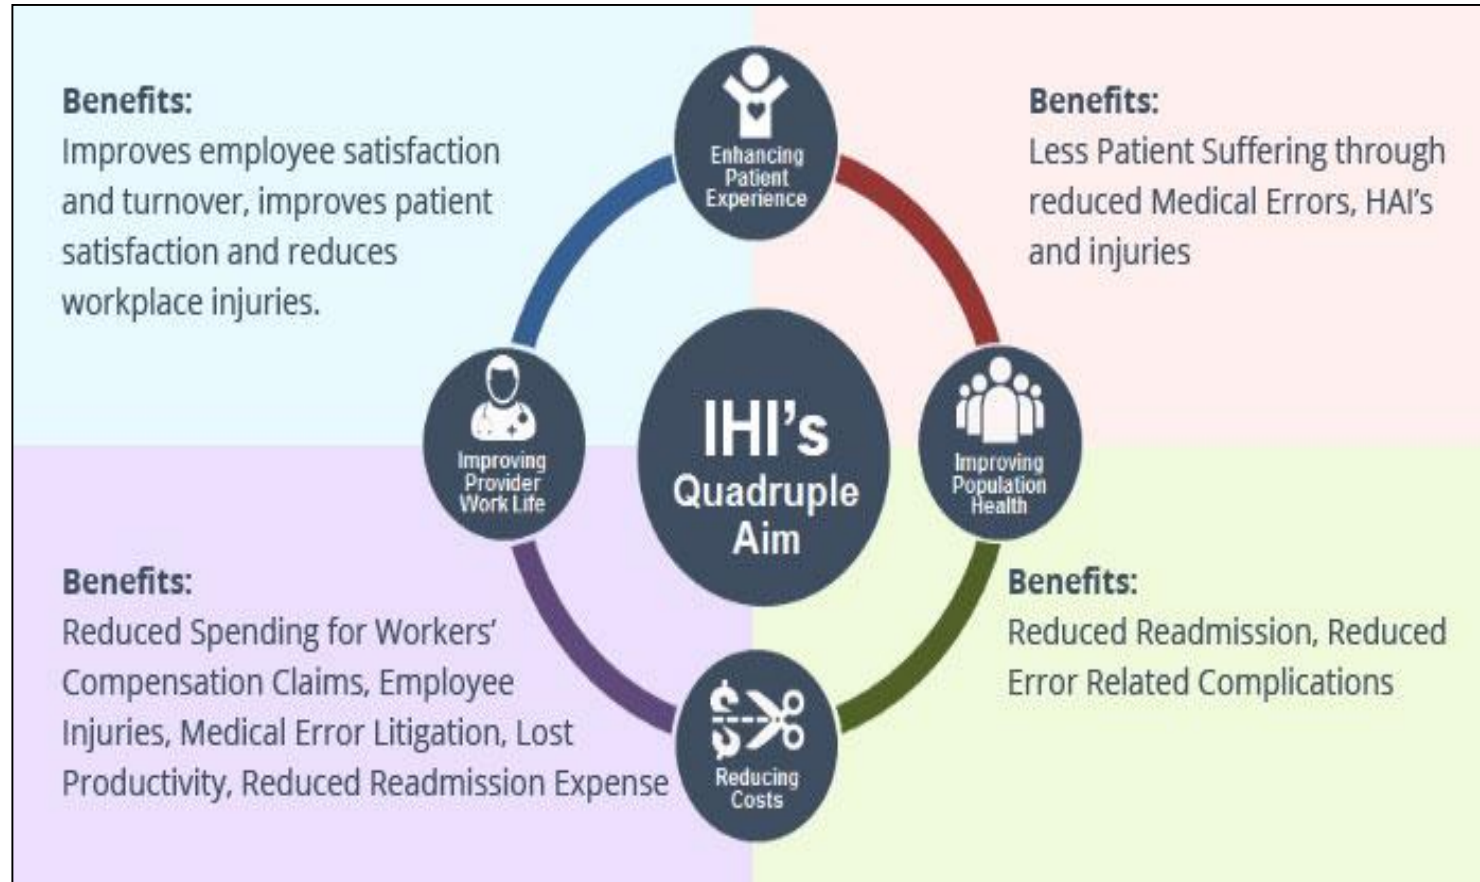 Benefits:
Improves employee satisfaction
and turnover, improves patient
satisfaction and reduces
workplace injuries.
Enhancing
Patient
Experience
Benefits:
Less Patient Suffering through
reduced Medical Errors, HAI's
and injuries
Improving
Provider
Work Life
IHI's
Quadruple
Aim
Improving
Population
Health
Benefits:
Reduced Spending for Workers'
Compensation Claims, Employee
Injuries, Medical Error Litigation, Lost
Productivity, Reduced Readmission Expense
Reducing
Costs
Benefits:
Reduced Readmission, Reduced
Error Related Complications